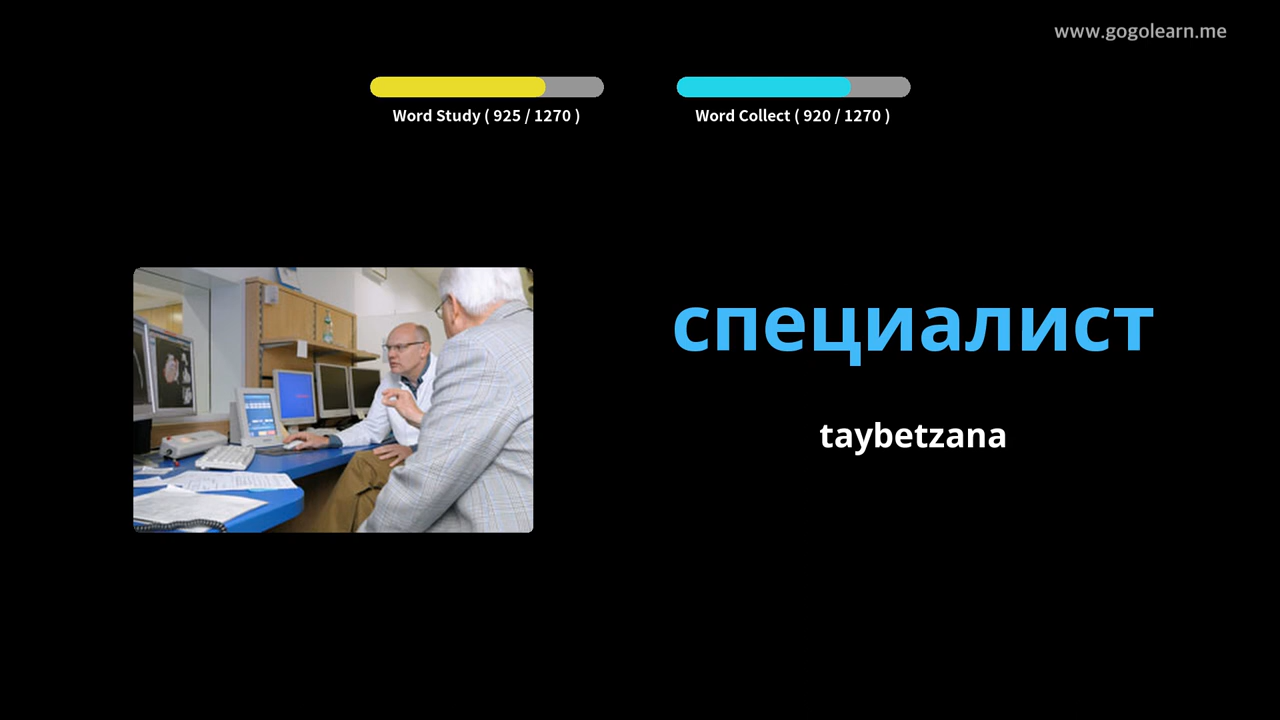 www.gogolearn.me
Word Study ( 925 / 1270 )
Word Collect ( 920 / 1270 )
специалист
taybetzana